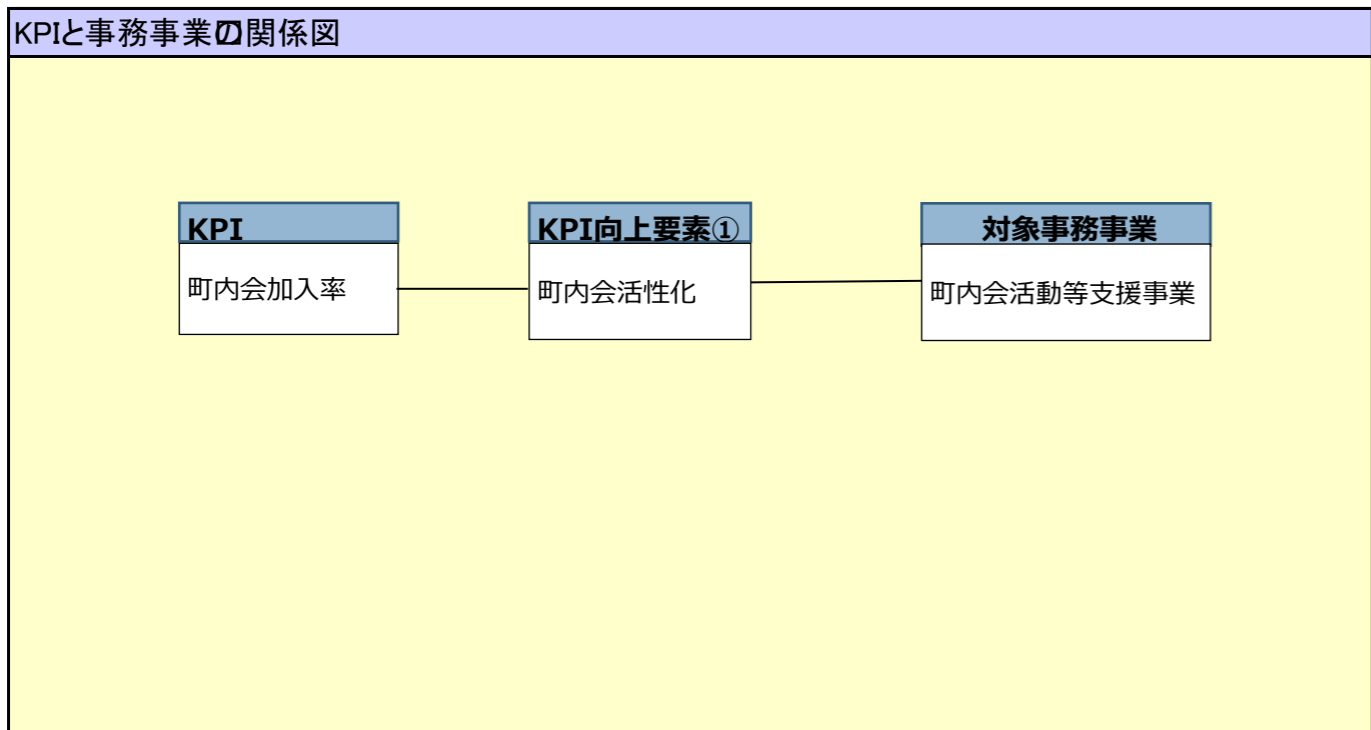 KPIと事務事業の関係図
KPI
町内会加入率
KPI向上要素①
町内会活性化
対象事務事業
町内会活動等支援事業